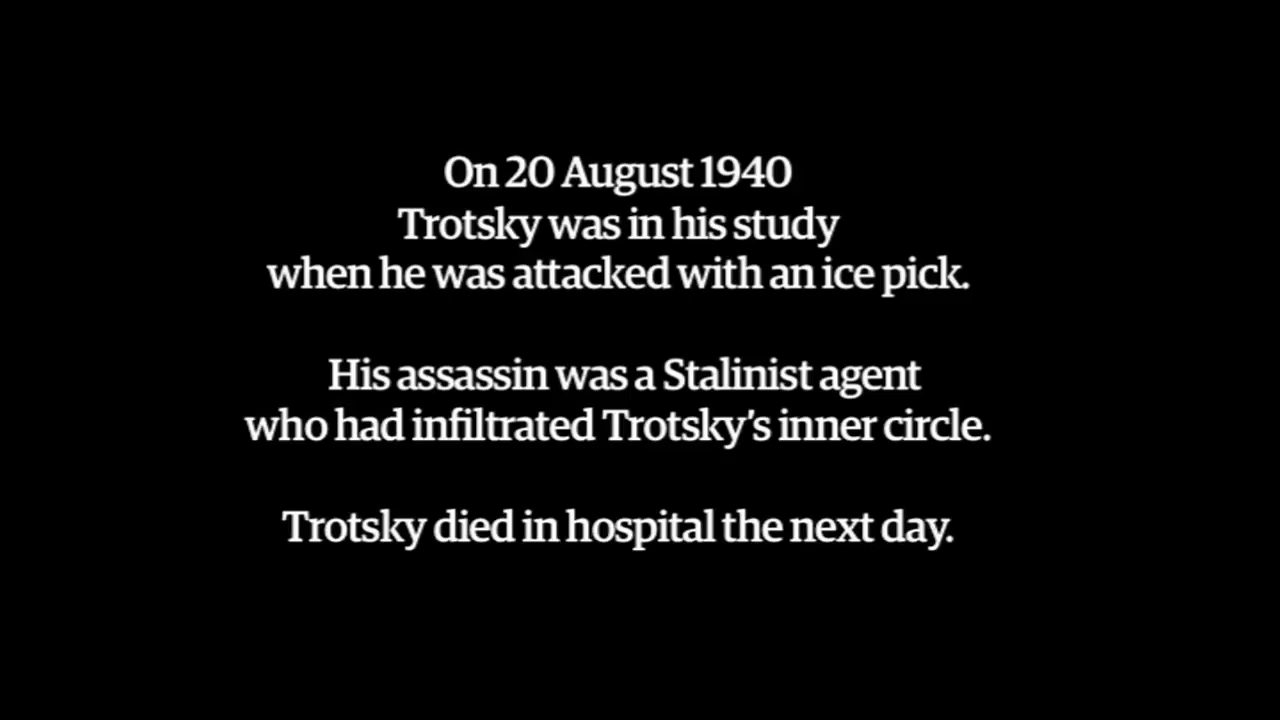 On 20 August 1940
Trotsky was in his study
when he was attacked with an ice pick.
His assassin was a Stalinist agent
who had infiltrated Trotsky’s inner circle.
Trotsky died in hospital the next day.